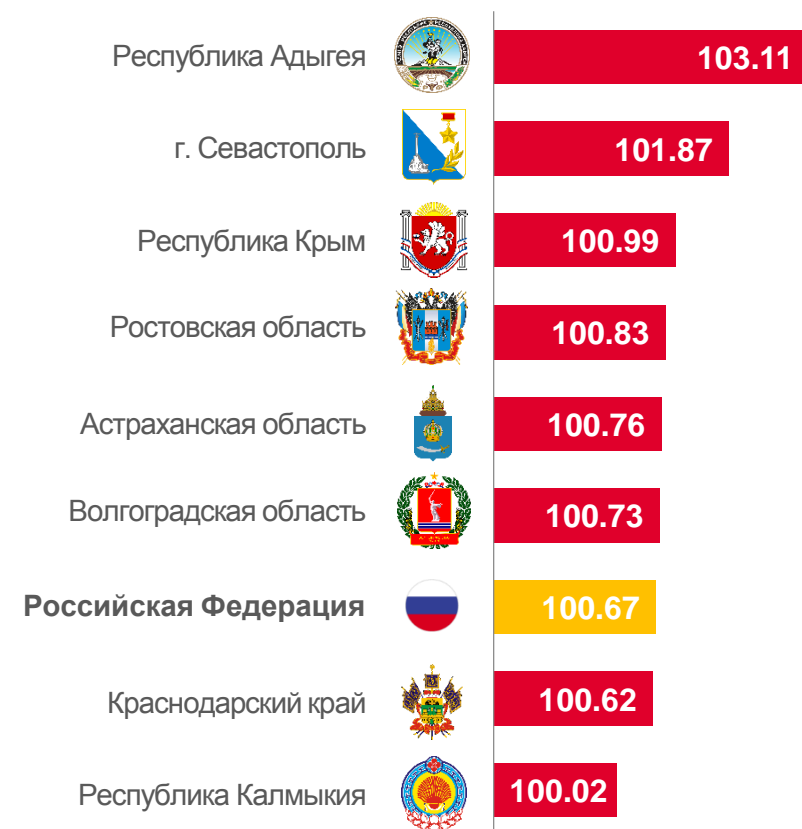 Республика Адыгея 103.11
г. Севастополь 101.87
Республика Крым 100.99
Ростовская область 100.83
Астраханская область 100.76
Волгоградская область 100.73
Российская Федерация 100.67
Краснодарский край 100.62
Республика Калмыкия 100.02